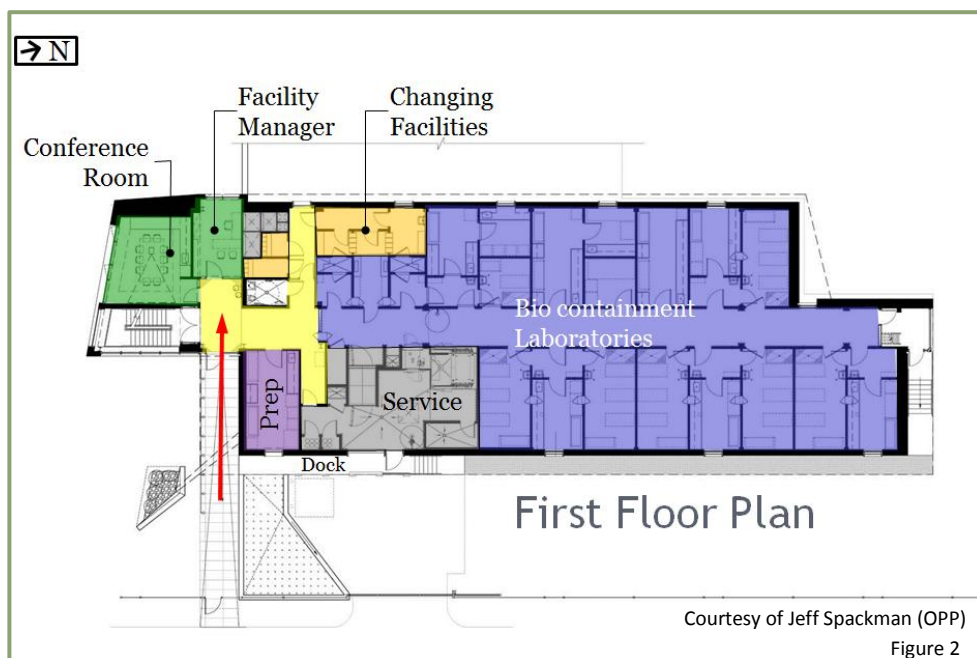 → N
Facility
Manager
Changing
Facilities
Conference
Room
Bio containment
Laboratories
Prep
Service
Dock
First Floor Plan
Courtesy of Jeff Spackman (OPP)
Figure 2